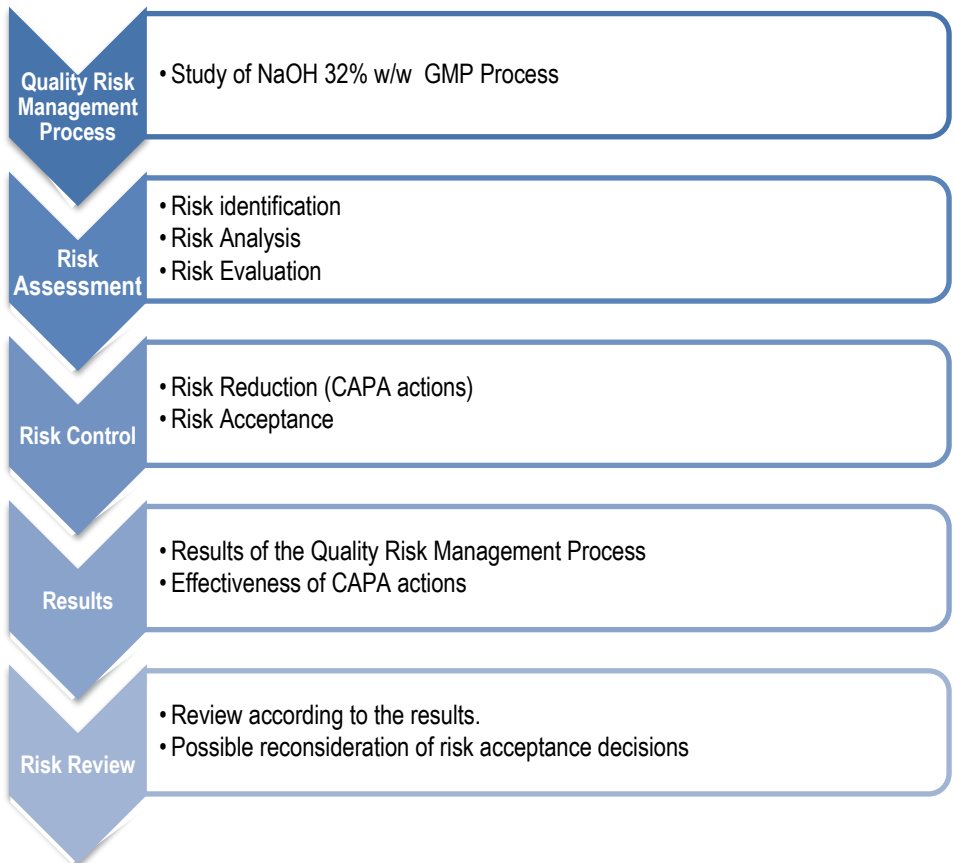 Quality Risk
Management
Process
• Study of NaOH 32% w/w  GMP Process
Risk
Assessment
• Risk identification
• Risk Analysis
• Risk Evaluation
Risk Control
• Risk Reduction (CAPA actions)
• Risk Acceptance
Results
• Results of the Quality Risk Management Process
• Effectiveness of CAPA actions
Risk Review
• Review according to the results.
• Possible reconsideration of risk acceptance decisions